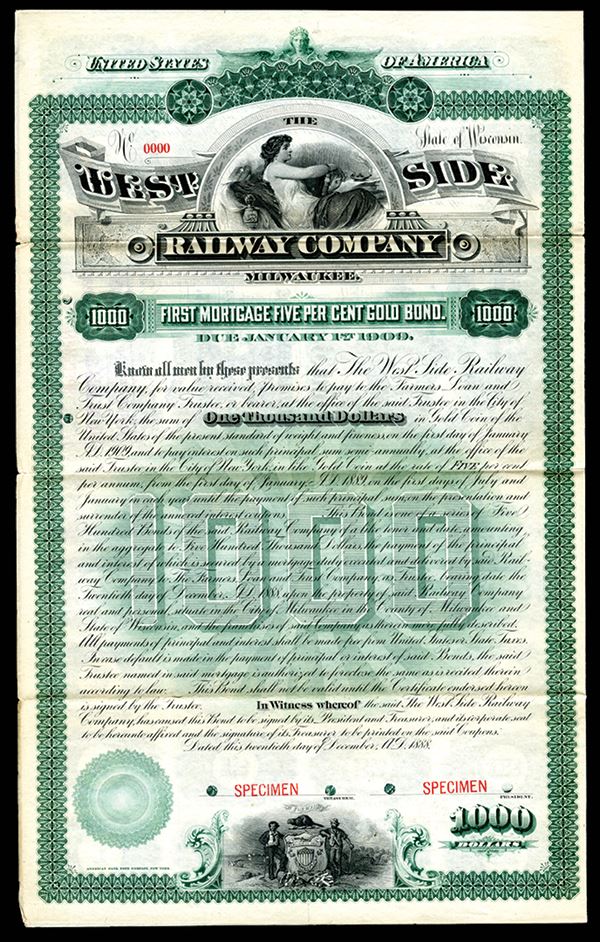 UNITED STATES OF AMERICA
No 0000
State of Wisconsin.
THE
WEST SIDE
RAILWAY COMPANY
MILWAUKEE.
1000 FIRST MORTGAGE FIVE PER CENT GOLD BOND. 1000
DUE JANUARY 1ST 1909.
Know all men by these presents that The West Side Railway
Company, for value received, promises to pay to the Farmers Loan and
Trust Company, Trustee, or bearer, at the office of the said Trustee in the City of
New York, the sum of One Thousand Dollars in Gold Coin of the
United States of the present standard of weight and fineness, on the first day of January
A.D. 1909, and to pay interest on such principal sum semi annually, at the office of the
said Trustee in the City of New York, in like Gold Coin at the rate of FIVE per cent
per annum, from the first day of January A.D. 1889, on the first days of July and
January in each year until the payment of such principal sum, on the presentation and
surrender of the annexed interest coupons. This Bond is one of a series of Five
Hundred Bonds of the said Railway Company of like tenor and date, amounting
in the aggregate to Five Hundred Thousand Dollars, the payment of the principal
and interest of which is secured by a mortgage duly executed and delivered by said Rail-
way Company to The Farmers Loan and Trust Company, as Trustee, bearing date the
Twentieth day of December, A.D. 1888, upon the property of said Railway Company
real and personal, situate in the City of Milwaukee in the County of Milwaukee and
State of Wisconsin, and the franchises of said Company as therein more fully described.
All payments of principal and interest shall be made free from United States or State Taxes.
In case default is made in the payment of principal or interest of said Bonds, the said
Trustee named in said mortgage is authorized to foreclose the same as is recited therein
according to law. This Bond shall not be valid until the Certificate endorsed hereon
is signed by the Trustee. In Witness whereof the said The West Side Railway
Company, has caused this Bond to be signed by its President and Treasurer, and its corporate seal
to be hereunto affixed and the signature of its Treasurer to be printed on the said Coupons.
Dated this twentieth day of December, A.D. 1888.
1000
SPECIMEN SPECIMEN
TREASURER. PRESIDENT.
1000
DOLLARS.
AMERICAN BANK NOTE COMPANY, NEW YORK.